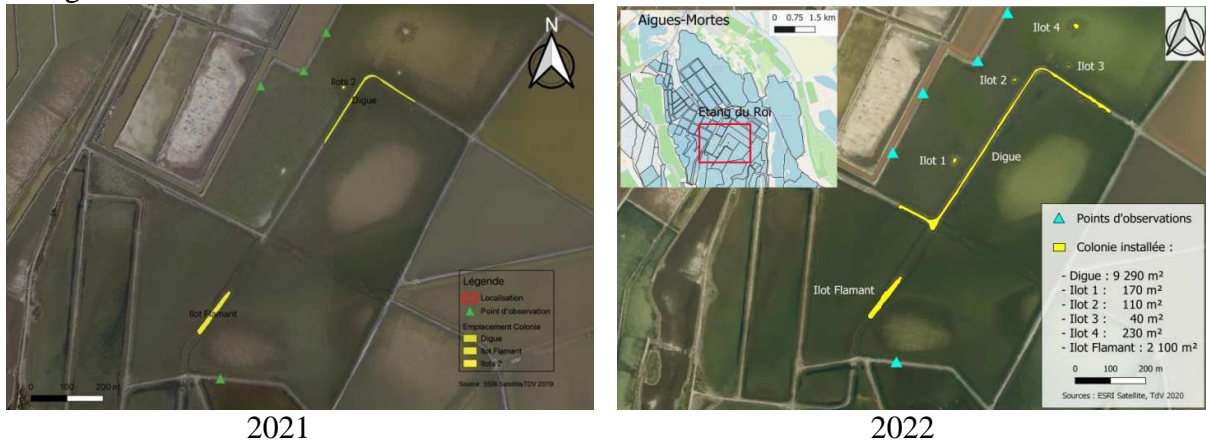 N
Ilots 2
Digue
Ilot Flamant
Légende
Localisation
Point d'observation
Emplacement Colonie
Digue
Ilot Flamant
Ilots 2
Source : ESRI Satellite,TDV 2019
0 100 200 m
2021
Aigues-Mortes
0 0.75 1.5 km
Etang du Roi
N
Ilot 4
Ilot 3
Ilot 2
Ilot 1
Digue
Ilot Flamant
Points d'observations
Colonie installée :
- Digue : 9 290 m²
- Ilot 1 : 170 m²
- Ilot 2 : 110 m²
- Ilot 3 : 40 m²
- Ilot 4 : 230 m²
- Ilot Flamant : 2 100 m²
0 100 200 m
Sources : ESRI Satellite, TdV 2020
2022